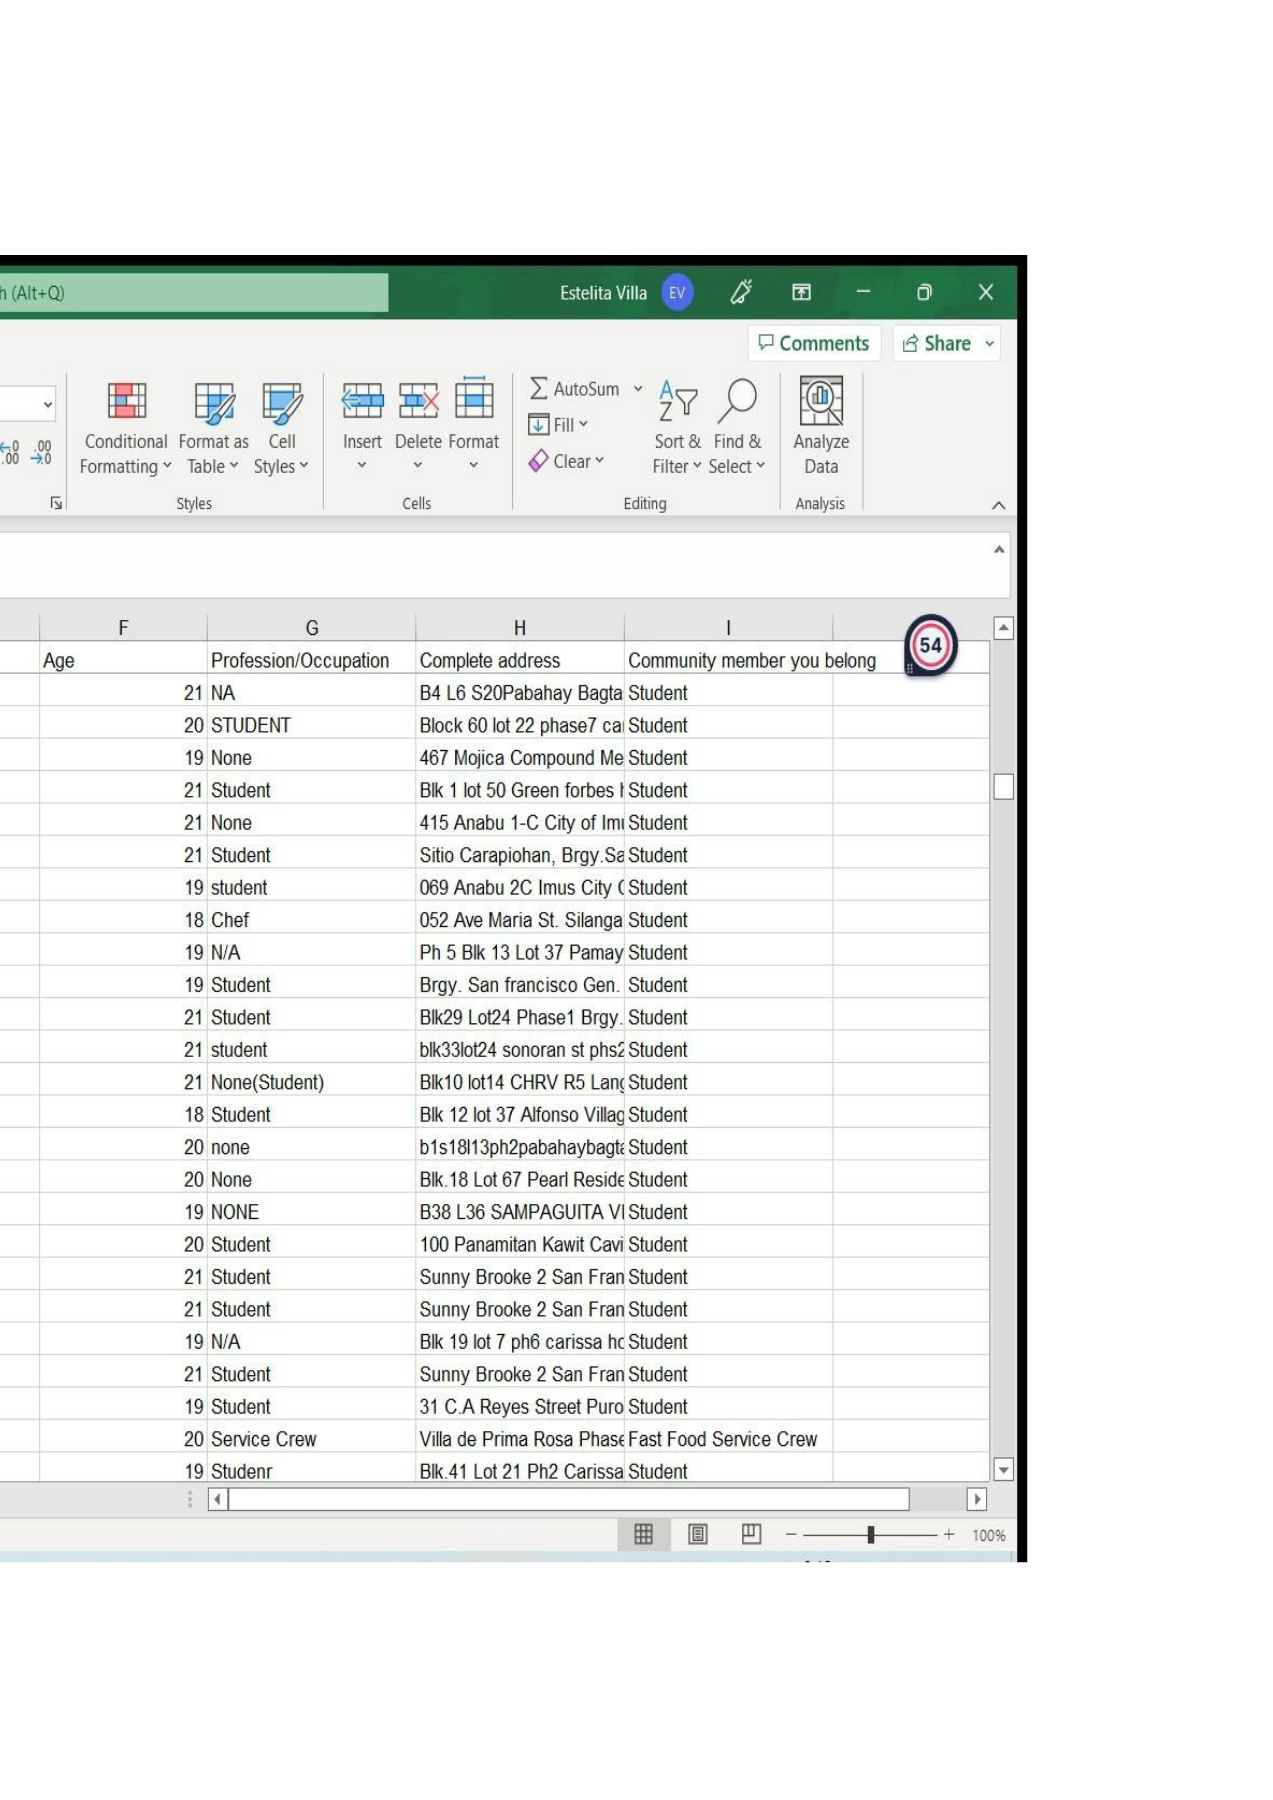 h (Alt+Q) Estelita Villa EV
Comments Share
AutoSum
Fill
Clear
Conditional Formatting Format as Table Cell Styles Insert Delete Format Sort & Filter Find & Select Analyze Data
Styles Cells Editing Analysis
F G H I
54
Age Profession/Occupation Complete address Community member you belong
21 NA B4 L6 S20Pabahay Bagta Student
20 STUDENT Block 60 lot 22 phase7 ca Student
19 None 467 Mojica Compound Me Student
21 Student Blk 1 lot 50 Green forbes Student
21 None 415 Anabu 1-C City of Imu Student
21 Student Sitio Carapiohan, Brgy.Sa Student
19 student 069 Anabu 2C Imus City Student
18 Chef 052 Ave Maria St. Silanga Student
19 N/A Ph 5 Blk 13 Lot 37 Pamay Student
19 Student Brgy. San francisco Gen. Student
21 Student Blk29 Lot24 Phase1 Brgy. Student
21 student blk33lot24 sonoran st phs2 Student
21 None(Student) Blk10 lot14 CHRV R5 Lang Student
18 Student Blk 12 lot 37 Alfonso Villag Student
20 none b1s18l13ph2pabahaybagta Student
20 None Blk.18 Lot 67 Pearl Reside Student
19 NONE B38 L36 SAMPAGUITA VI Student
20 Student 100 Panamitan Kawit Cavi Student
21 Student Sunny Brooke 2 San Fran Student
21 Student Sunny Brooke 2 San Fran Student
19 N/A Blk 19 lot 7 ph6 carissa ho Student
21 Student Sunny Brooke 2 San Fran Student
19 Student 31 C.A Reyes Street Puro Student
20 Service Crew Villa de Prima Rosa Phase Fast Food Service Crew
19 Studenr Blk.41 Lot 21 Ph2 Carissa Student
100%